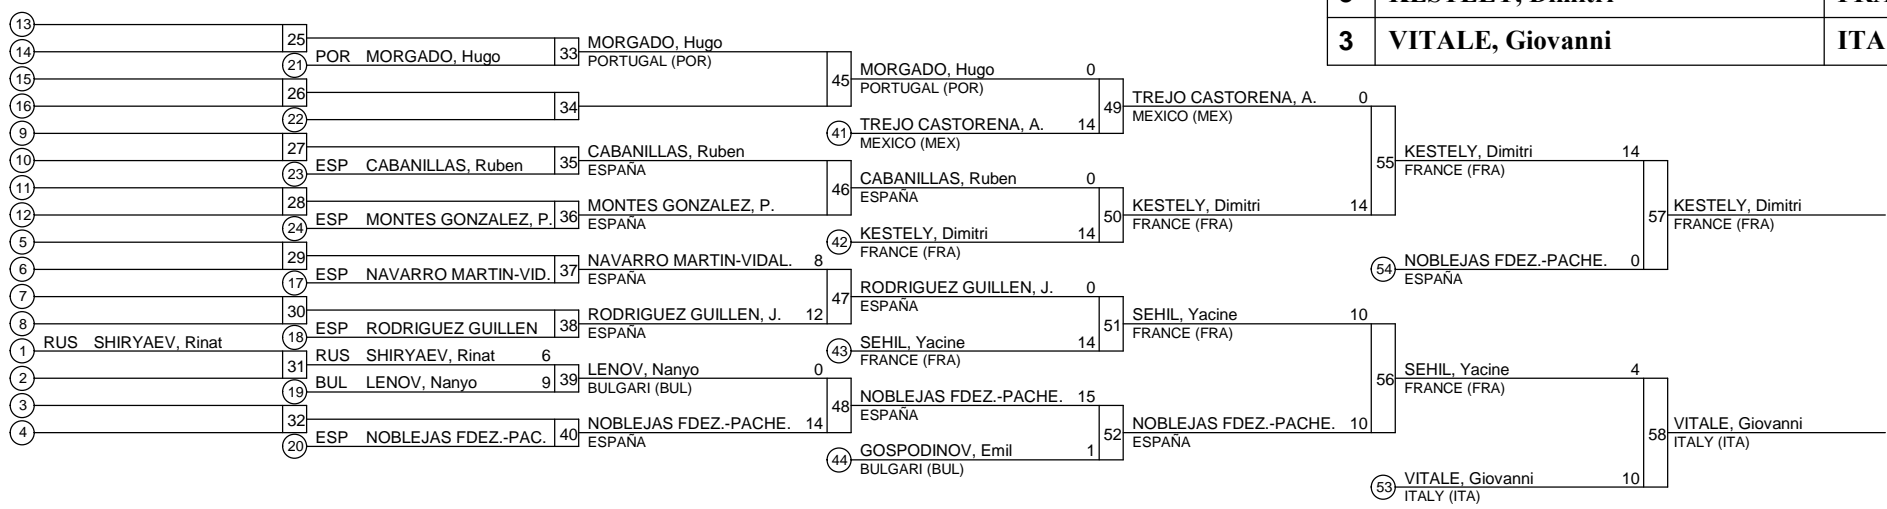 3 KESTELY, Dimitri FRA
3 VITALE, Giovanni ITA
13
14
25
21 POR MORGADO, Hugo
33 MORGADO, Hugo
PORTUGAL (POR)
15
16
26
22
34
45 MORGADO, Hugo 0
PORTUGAL (POR)
41 TREJO CASTORENA, A. 14
MEXICO (MEX)
49 TREJO CASTORENA, A. 0
MEXICO (MEX)
9
10
27
23 ESP CABANILLAS, Ruben
35 CABANILLAS, Ruben
ESPAÑA
11
12
28
24 ESP MONTES GONZALEZ, P.
36 MONTES GONZALEZ, P.
ESPAÑA
46 CABANILLAS, Ruben 0
ESPAÑA
42 KESTELY, Dimitri 14
FRANCE (FRA)
50 KESTELY, Dimitri 14
FRANCE (FRA)
55 KESTELY, Dimitri 14
FRANCE (FRA)
54 NOBLEJAS FDEZ.-PACHE. 0
ESPAÑA
57 KESTELY, Dimitri
FRANCE (FRA)
5
6
29
17 ESP NAVARRO MARTIN-VID.
37 NAVARRO MARTIN-VIDAL. 8
ESPAÑA
7
8
30
18 ESP RODRIGUEZ GUILLEN
38 RODRIGUEZ GUILLEN, J. 12
ESPAÑA
47 RODRIGUEZ GUILLEN, J. 0
ESPAÑA
43 SEHIL, Yacine 14
FRANCE (FRA)
51 SEHIL, Yacine 10
FRANCE (FRA)
1 RUS SHIRYAEV, Rinat
2
31 RUS SHIRYAEV, Rinat 6
19 BUL LENOV, Nanyo 9
39 LENOV, Nanyo 0
BULGARI (BUL)
3
4
32
20 ESP NOBLEJAS FDEZ.-PAC.
40 NOBLEJAS FDEZ.-PACHE. 14
ESPAÑA
48 NOBLEJAS FDEZ.-PACHE. 15
ESPAÑA
44 GOSPODINOV, Emil 1
BULGARI (BUL)
52 NOBLEJAS FDEZ.-PACHE. 10
ESPAÑA
56 SEHIL, Yacine 4
FRANCE (FRA)
53 VITALE, Giovanni 10
ITALY (ITA)
58 VITALE, Giovanni
ITALY (ITA)